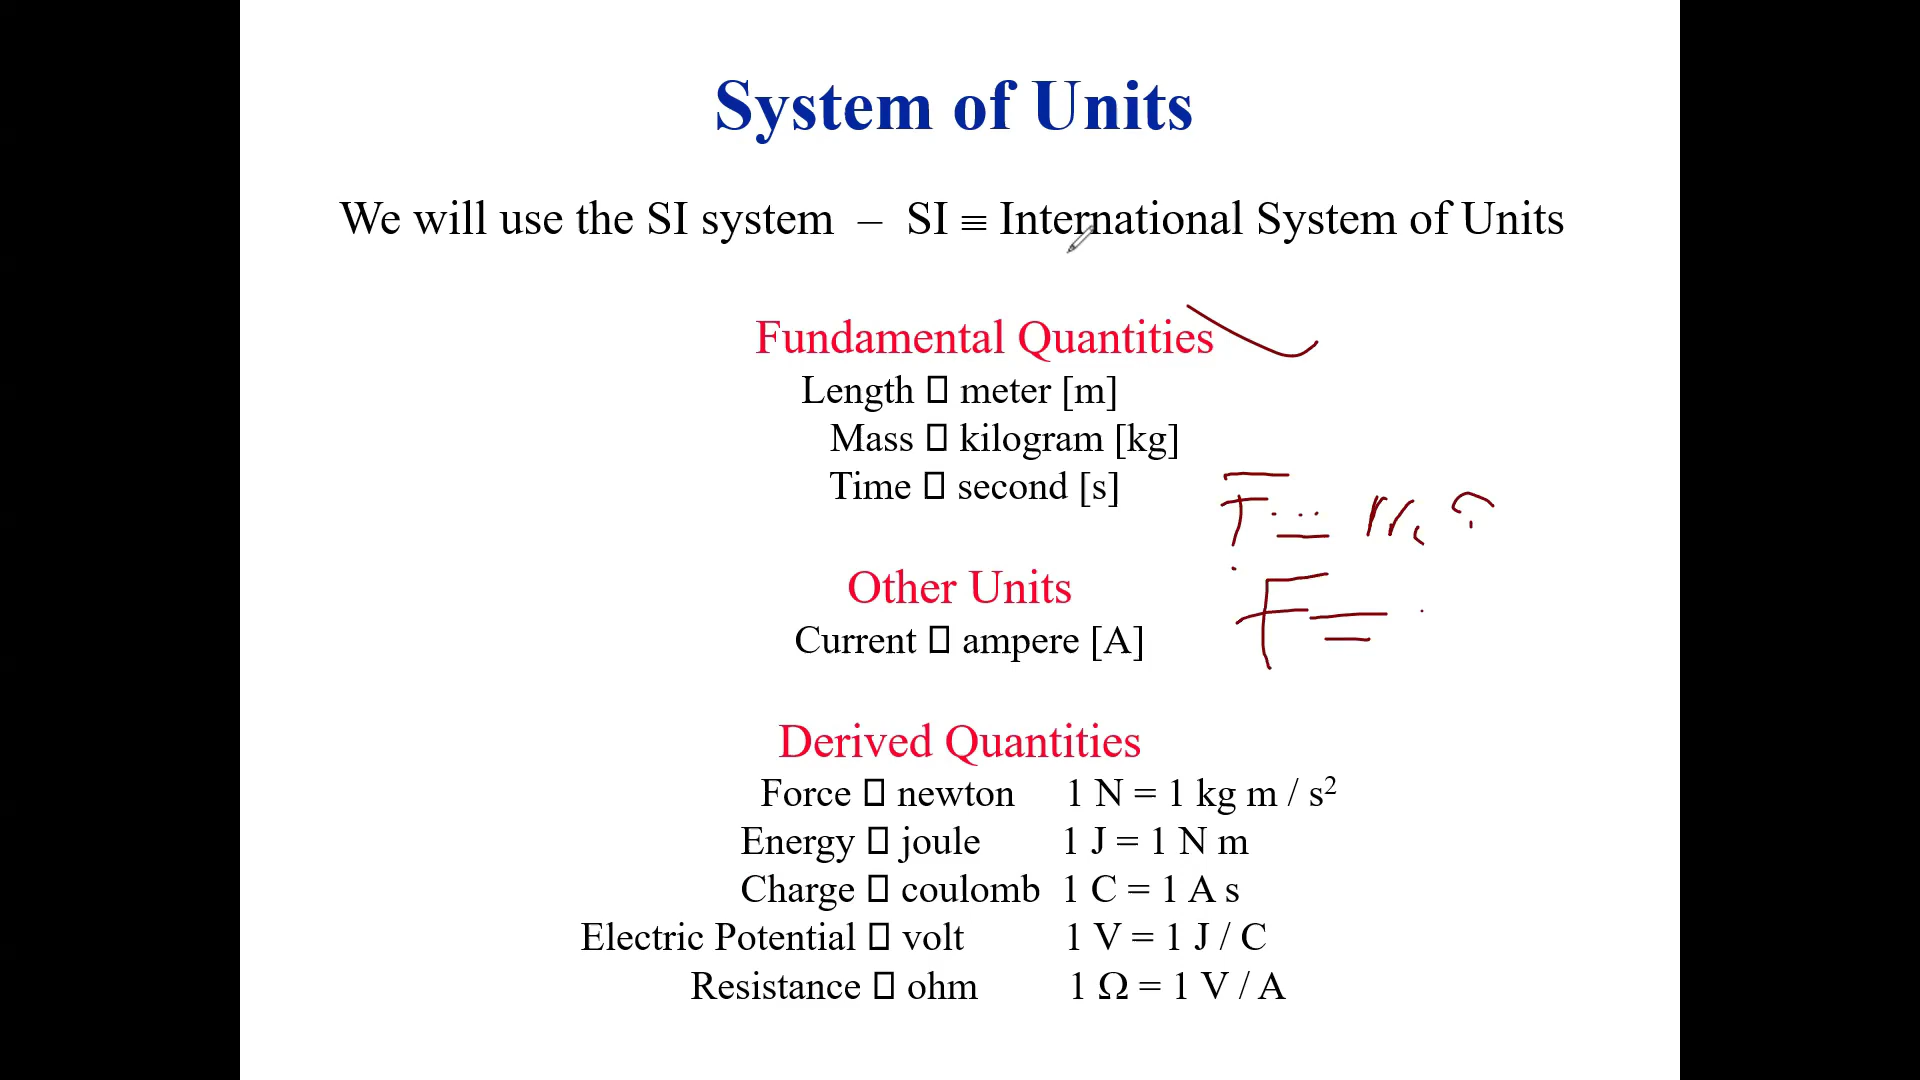 System of Units
We will use the SI system – SI ≡ International System of Units
Fundamental Quantities
Length □ meter [m]
Mass □ kilogram [kg]
Time □ second [s]
Other Units
Current □ ampere [A]
F =
Derived Quantities
Force □ newton 1 N = 1 kg m / s²
Energy □ joule 1 J = 1 N m
Charge □ coulomb 1 C = 1 A s
Electric Potential □ volt 1 V = 1 J / C
Resistance □ ohm 1 Ω = 1 V / A